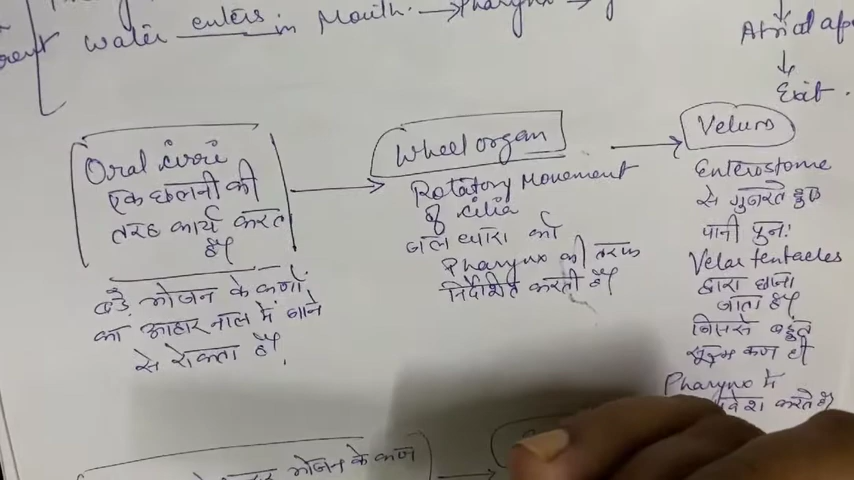 water enters in Mouth. → Pharynx →
↓
Atrial
↓
Exit.
Oral cirri
एक छलनी की
तरह कार्य करत
है
बड़े भोजन के कणों
का आहार नाल में जाने
से रोकता है
→
Wheel organ
Rotatory Movement
of cilia
जल धारा को
Pharynx की तरफ
निर्देशित करती है
→
Velum
Enterostome
से गुजरते हुए
पानी पुनः
Velar tentacles
द्वारा छाना
जाता है
जिससे बहुत
सूक्ष्म कण ही
Pharynx में
करते है
भोजन के कण
→